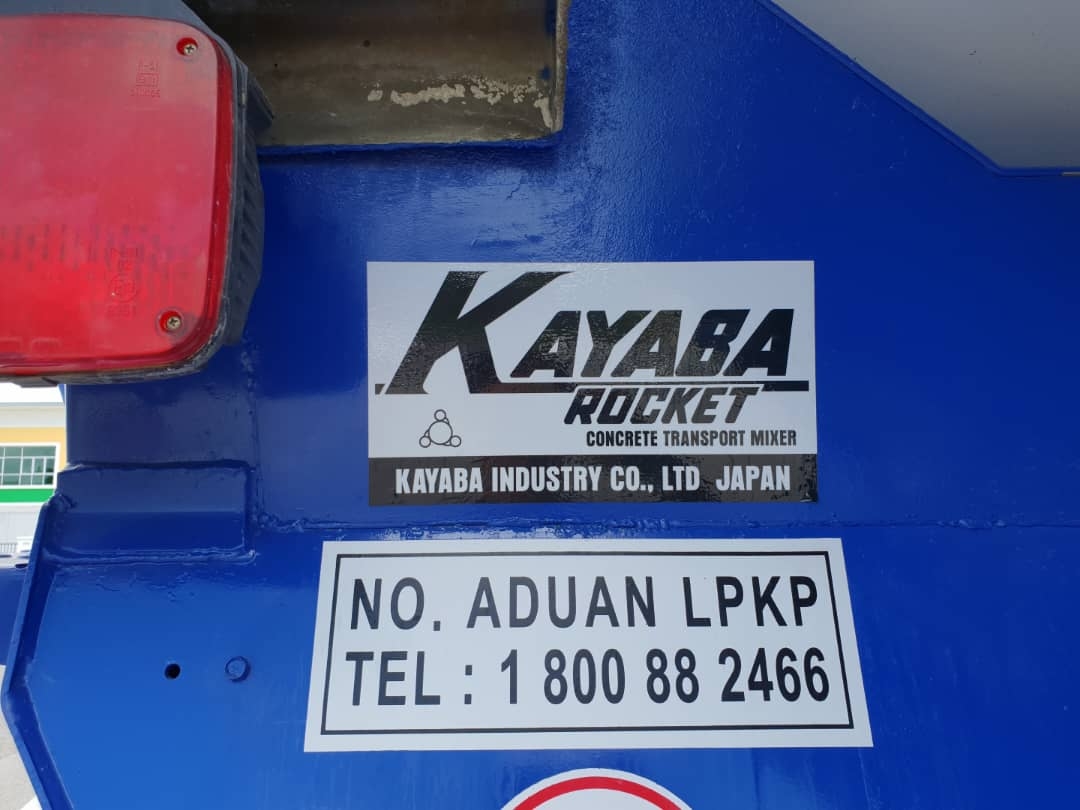 KAYABA
ROCKET
CONCRETE TRANSPORT MIXER
KAYABA INDUSTRY CO., LTD JAPAN
NO. ADUAN LPKP
TEL : 1 800 88 2466